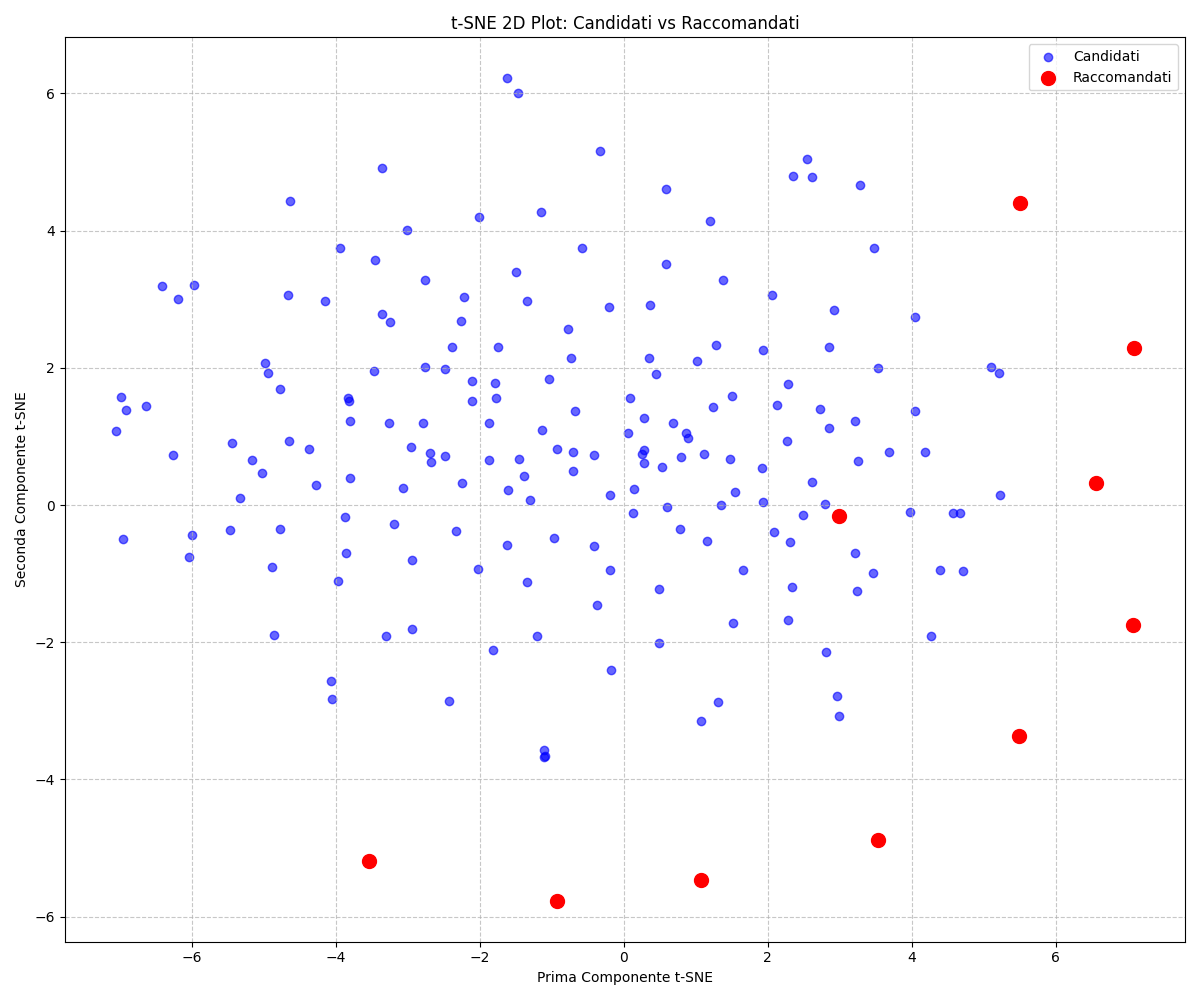 t-SNE 2D Plot: Candidati vs Raccomandati
Candidati
Raccomandati
6
4
2
0
−2
−4
−6
Seconda Componente t-SNE
−6
−4
−2
0
2
4
6
Prima Componente t-SNE